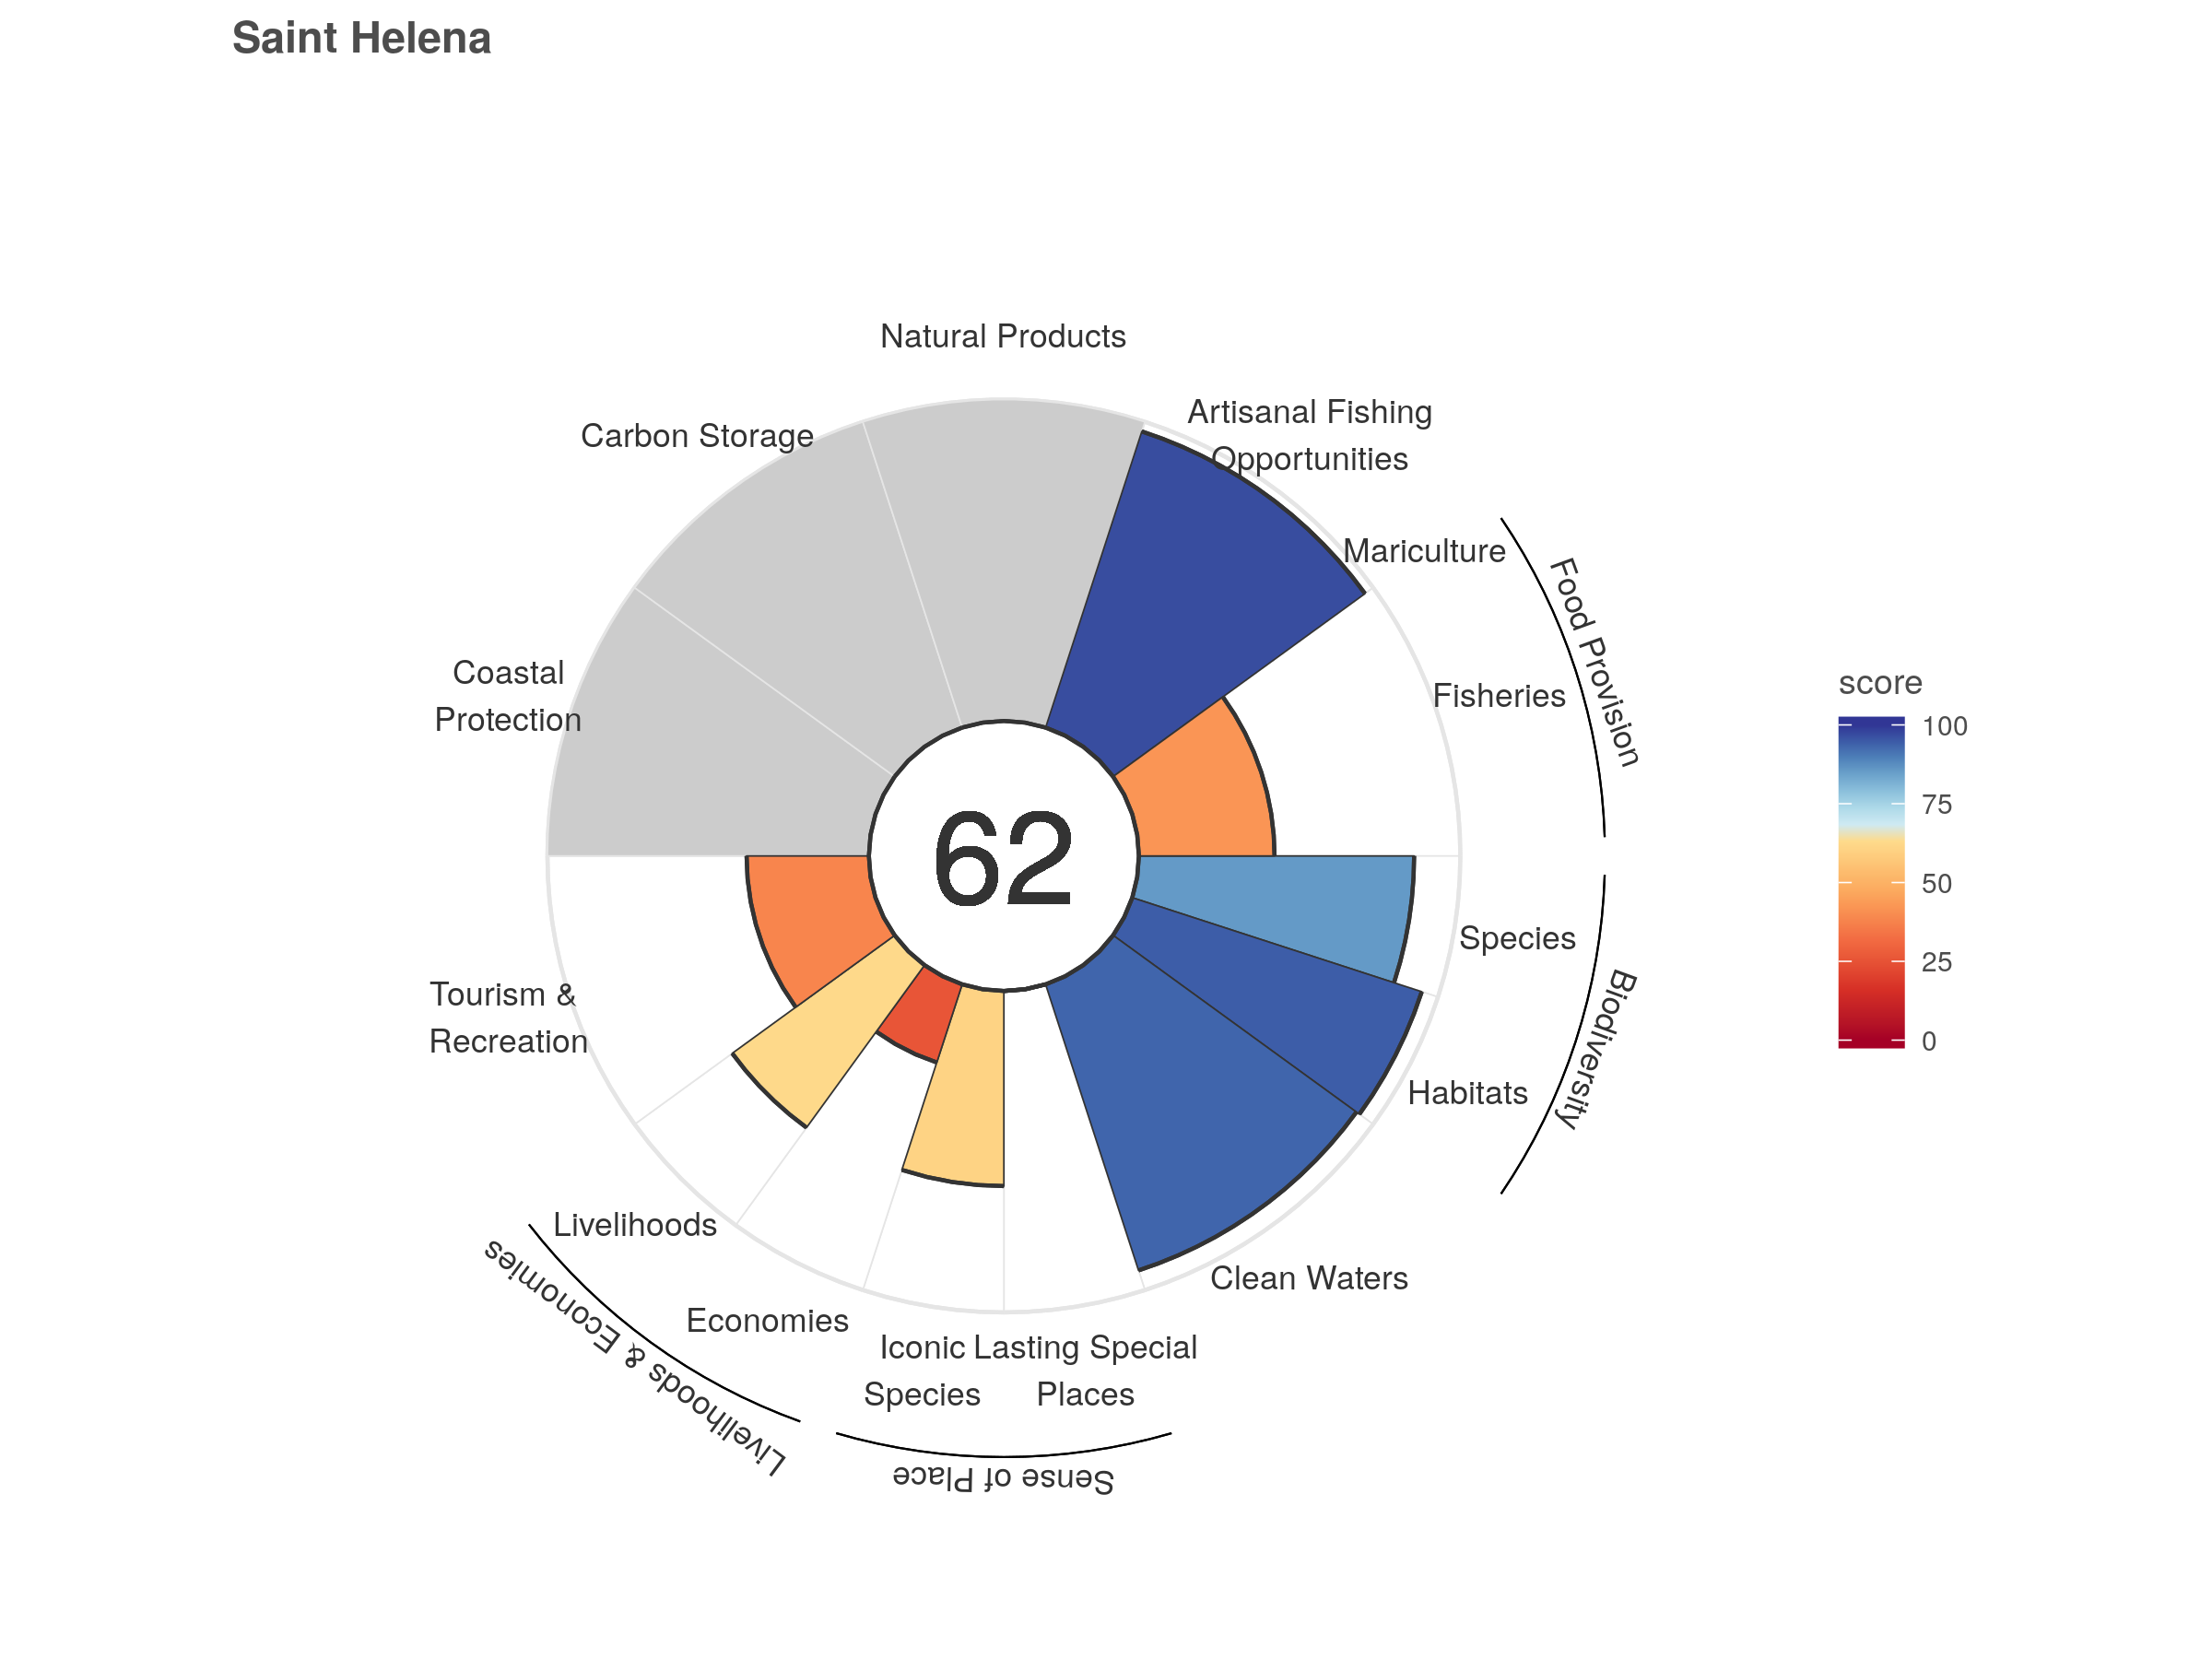 Saint Helena
Natural Products
Artisanal Fishing
Opportunities
Carbon Storage
Mariculture
Food Provision
Fisheries
Coastal
Protection
score
100
75
50
25
0
62
Species
Biodiversity
Habitats
Tourism &
Recreation
Livelihoods
Clean Waters
Economies
Livelihoods & Economies
Iconic
Species
Lasting Special
Places
Sense of Place